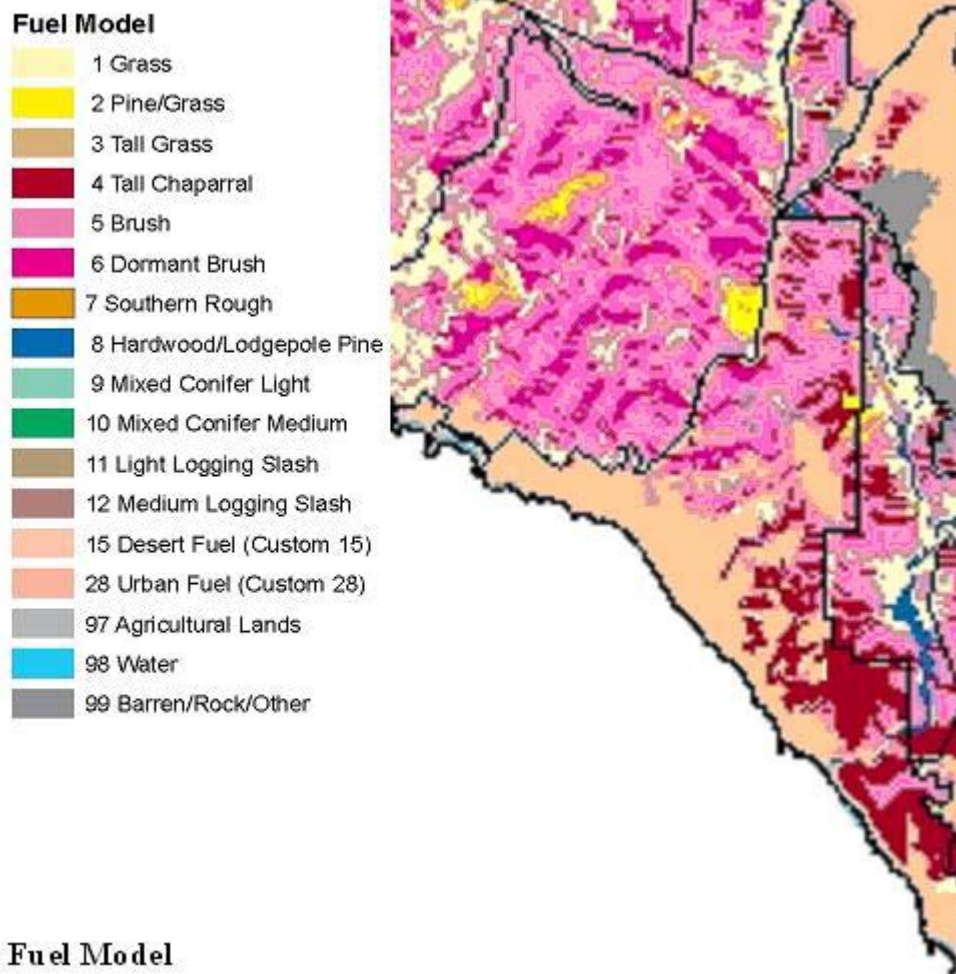 Fuel Model
1 Grass
2 Pine/Grass
3 Tall Grass
4 Tall Chaparral
5 Brush
6 Dormant Brush
7 Southern Rough
8 Hardwood/Lodgepole Pine
9 Mixed Conifer Light
10 Mixed Conifer Medium
11 Light Logging Slash
12 Medium Logging Slash
15 Desert Fuel (Custom 15)
28 Urban Fuel (Custom 28)
97 Agricultural Lands
98 Water
99 Barren/Rock/Other
Fuel Model